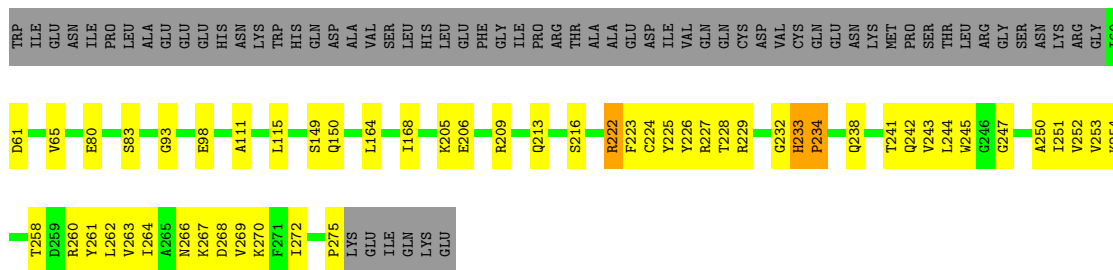 TRP ILE GLU ASN ILE PRO LEU ALA GLU GLU GLU HIS ASN LYS TRP HIS GLN ASP ALA VAL SER LEU HIS LEU GLU PHE GLY ILE PRO ARG THR ALA ALA GLU ASP ILE VAL GLN GLN CYS ASP VAL CYS GLN GLU ASN LYS MET PRO SER THR LEU ARG GLY SER ASN LYS ARG GLY
D61 V65 E80 S83 G93 E98 A111 L115 S149 Q150 L164 I168 K205 E206 R209 Q213 S216 R222 F223 C224 Y225 Y226 R227 T228 R229 G232 H233 P234 Q238 T241 Q242 V243 L244 W245 G246 G247 A250 I251 V252 V253
T258 D259 R260 Y261 L262 V263 I264 A265 N266 K267 D268 V269 K270 F271 I272 P275 LYS GLU ILE GLN LYS GLU